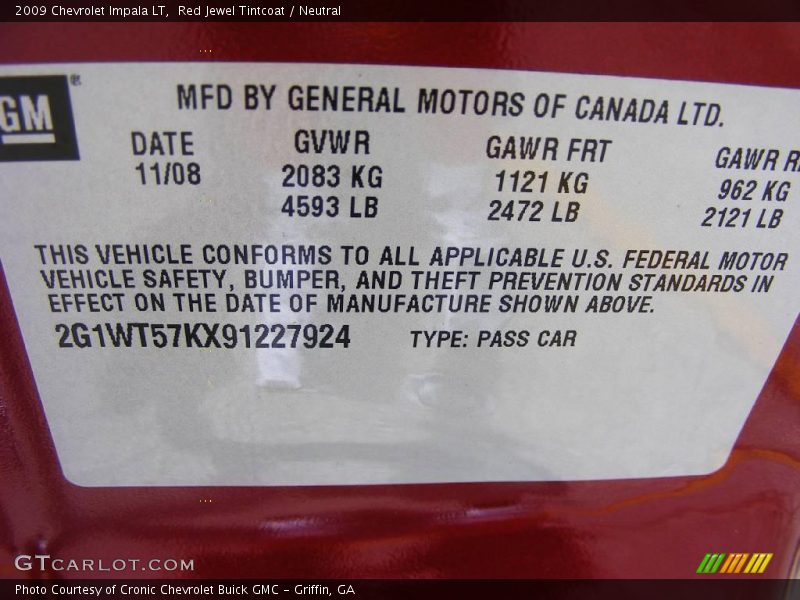 2009 Chevrolet Impala LT,  Red Jewel Tintcoat / Neutral
GM ®
MFD BY GENERAL MOTORS OF CANADA LTD.
DATE GVWR GAWR FRT GAWR
11/08 2083 KG 1121 KG 962 KG
4593 LB 2472 LB 2121 LB
THIS VEHICLE CONFORMS TO ALL APPLICABLE U.S. FEDERAL MOTOR
VEHICLE SAFETY, BUMPER, AND THEFT PREVENTION STANDARDS IN
EFFECT ON THE DATE OF MANUFACTURE SHOWN ABOVE.
2G1WT57KX91227924 TYPE: PASS CAR
GTCARLOT.COM
Photo Courtesy of Cronic Chevrolet Buick GMC - Griffin, GA